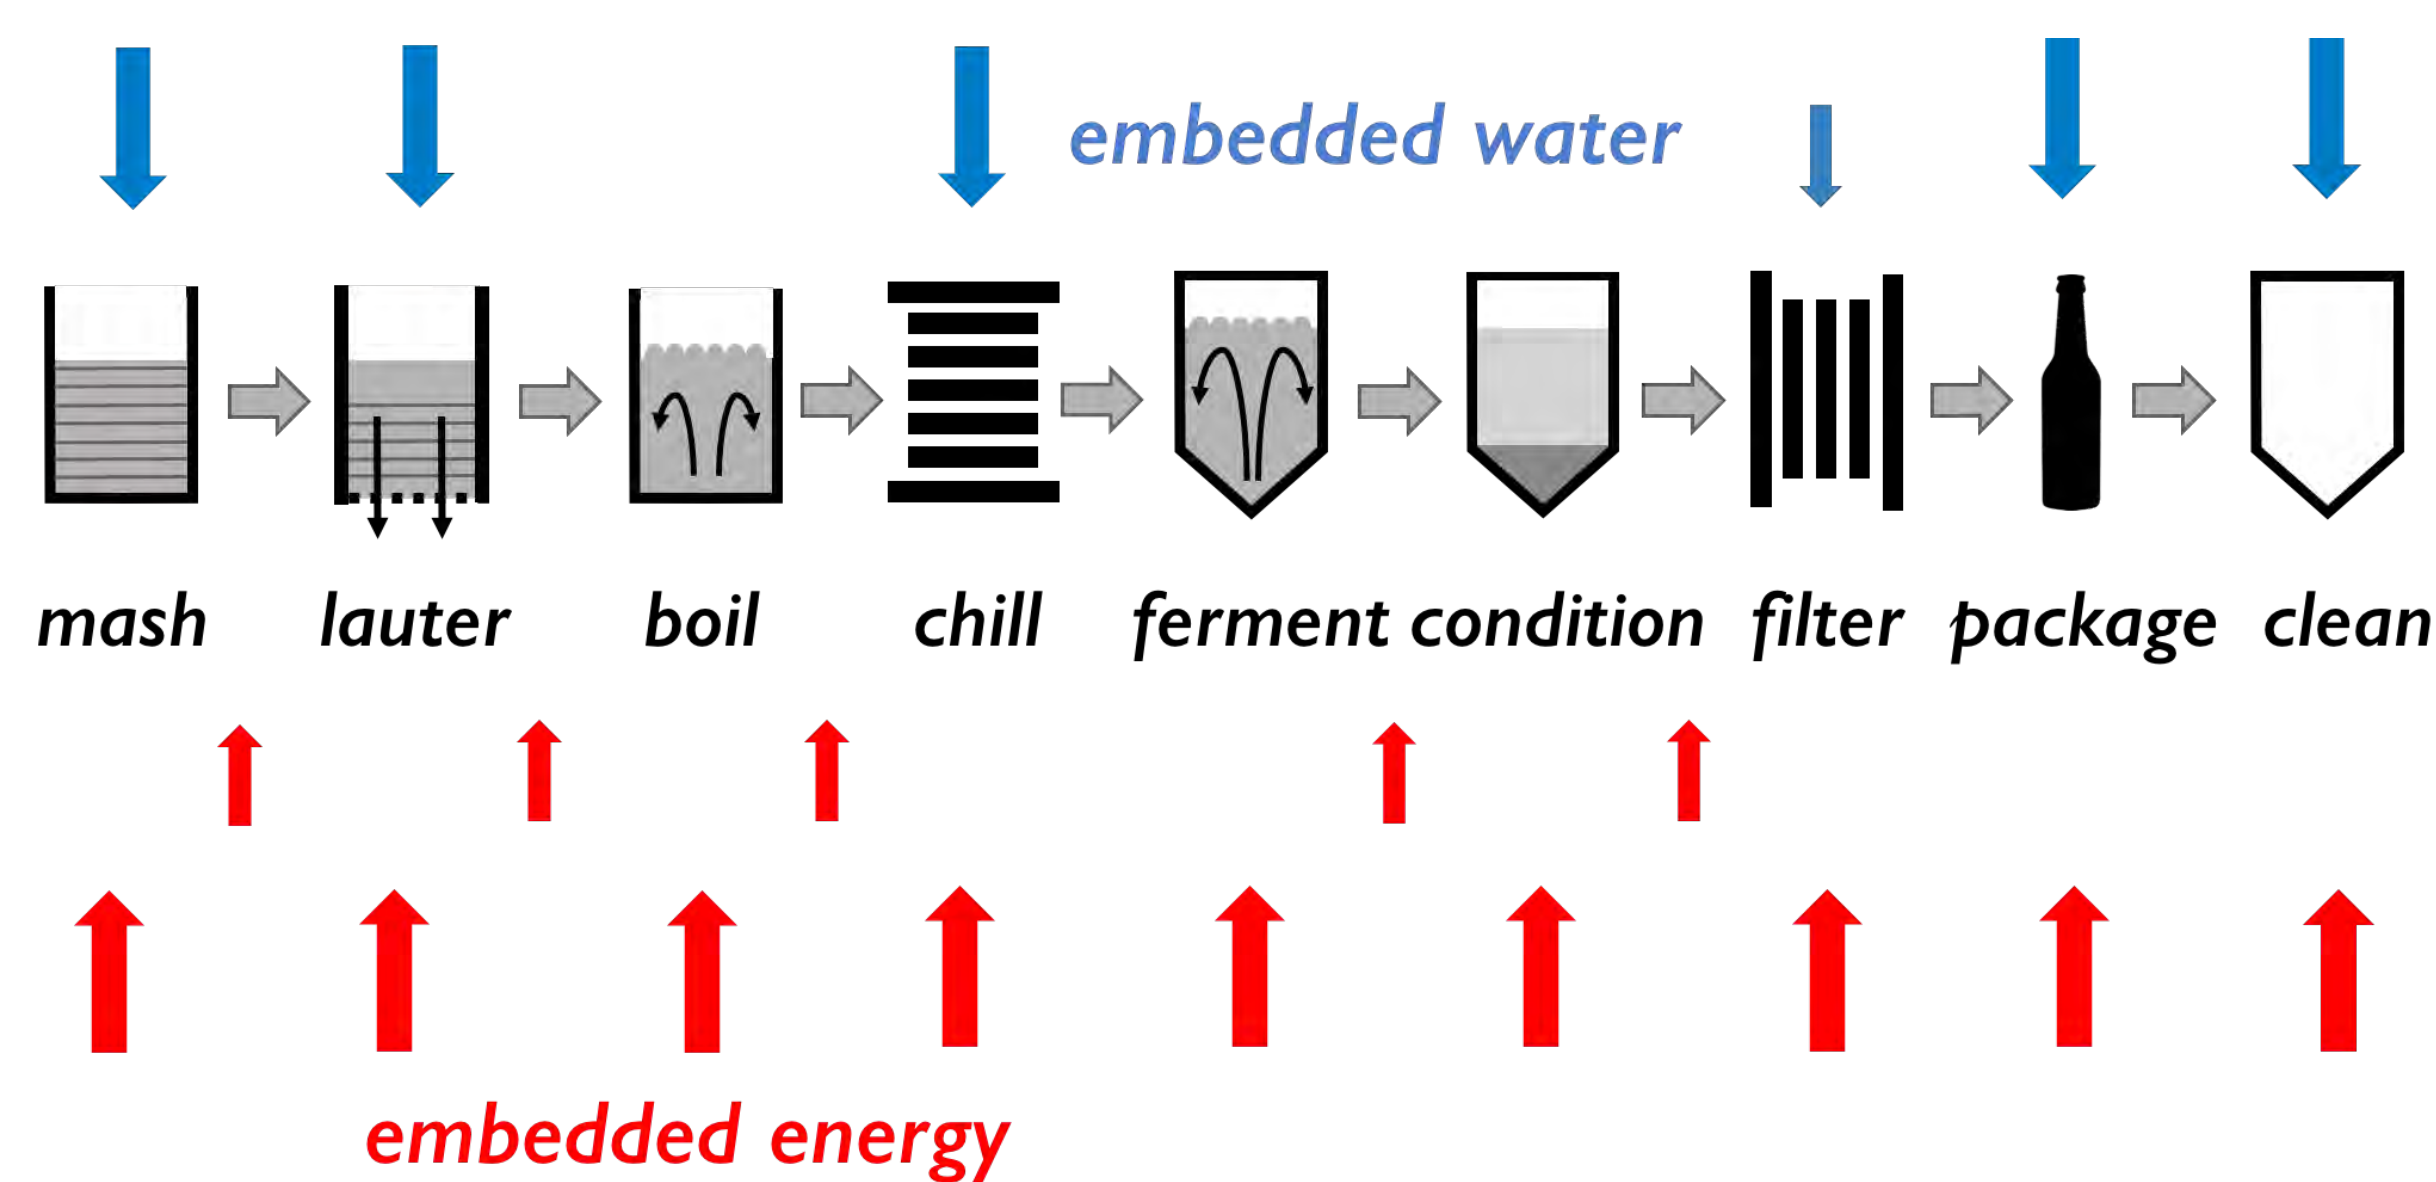 embedded water
mash lauter boil chill ferment condition filter package clean
embedded energy